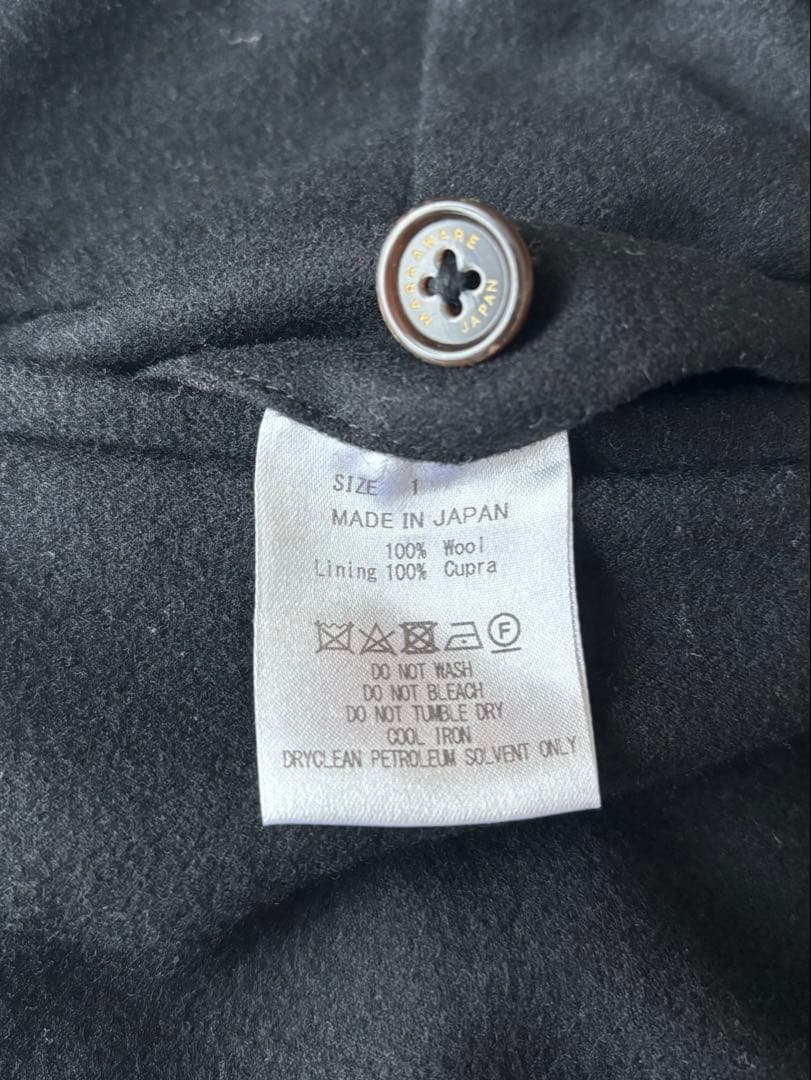 MARKAWARE
JAPAN
SIZE 1
MADE IN JAPAN
100% Wool
Lining 100% Cupra
F
DO NOT WASH
DO NOT BLEACH
DO NOT TUMBLE DRY
COOL IRON
DRYCLEAN PETROLEUM SOLVENT ONLY